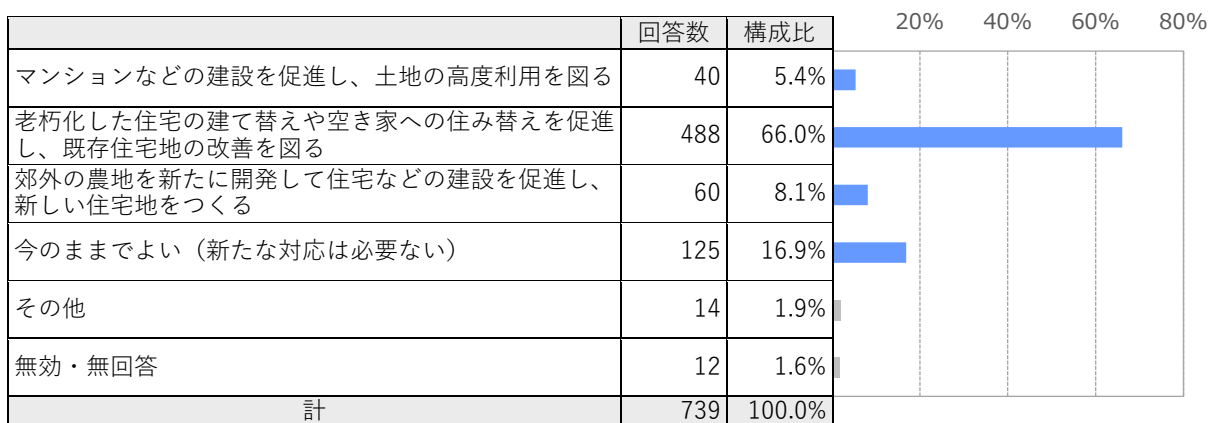 20% 40% 60% 80%
回答数 構成比
マンションなどの建設を促進し、土地の高度利用を図る 40 5.4%
老朽化した住宅の建て替えや空き家への住み替えを促進
し、既存住宅地の改善を図る 488 66.0%
郊外の農地を新たに開発して住宅などの建設を促進し、
新しい住宅地をつくる 60 8.1%
今のままでよい（新たな対応は必要ない） 125 16.9%
その他 14 1.9%
無効・無回答 12 1.6%
計 739 100.0%